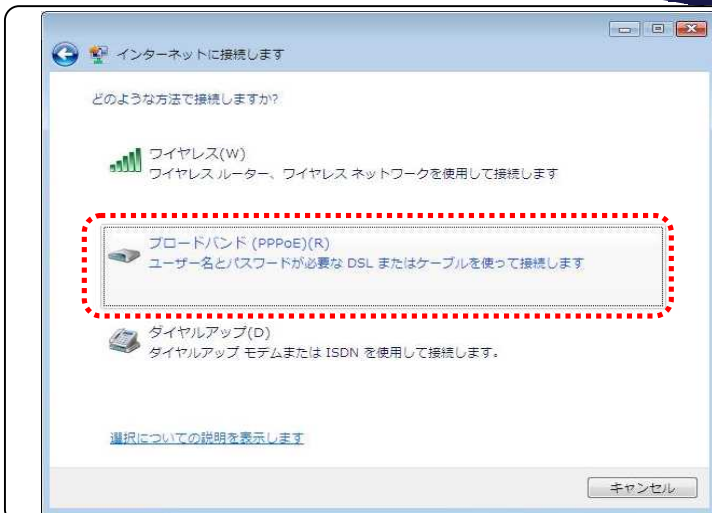 インターネットに接続します
どのような方法で接続しますか?
ワイヤレス(W)
ワイヤレス ルーター、ワイヤレス ネットワークを使用して接続します
ブロードバンド (PPPoE)(R)
ユーザー名とパスワードが必要な DSL またはケーブルを使って接続します
ダイヤルアップ(D)
ダイヤルアップ モデムまたは ISDN を使用して接続します。
選択についての説明を表示します
キャンセル